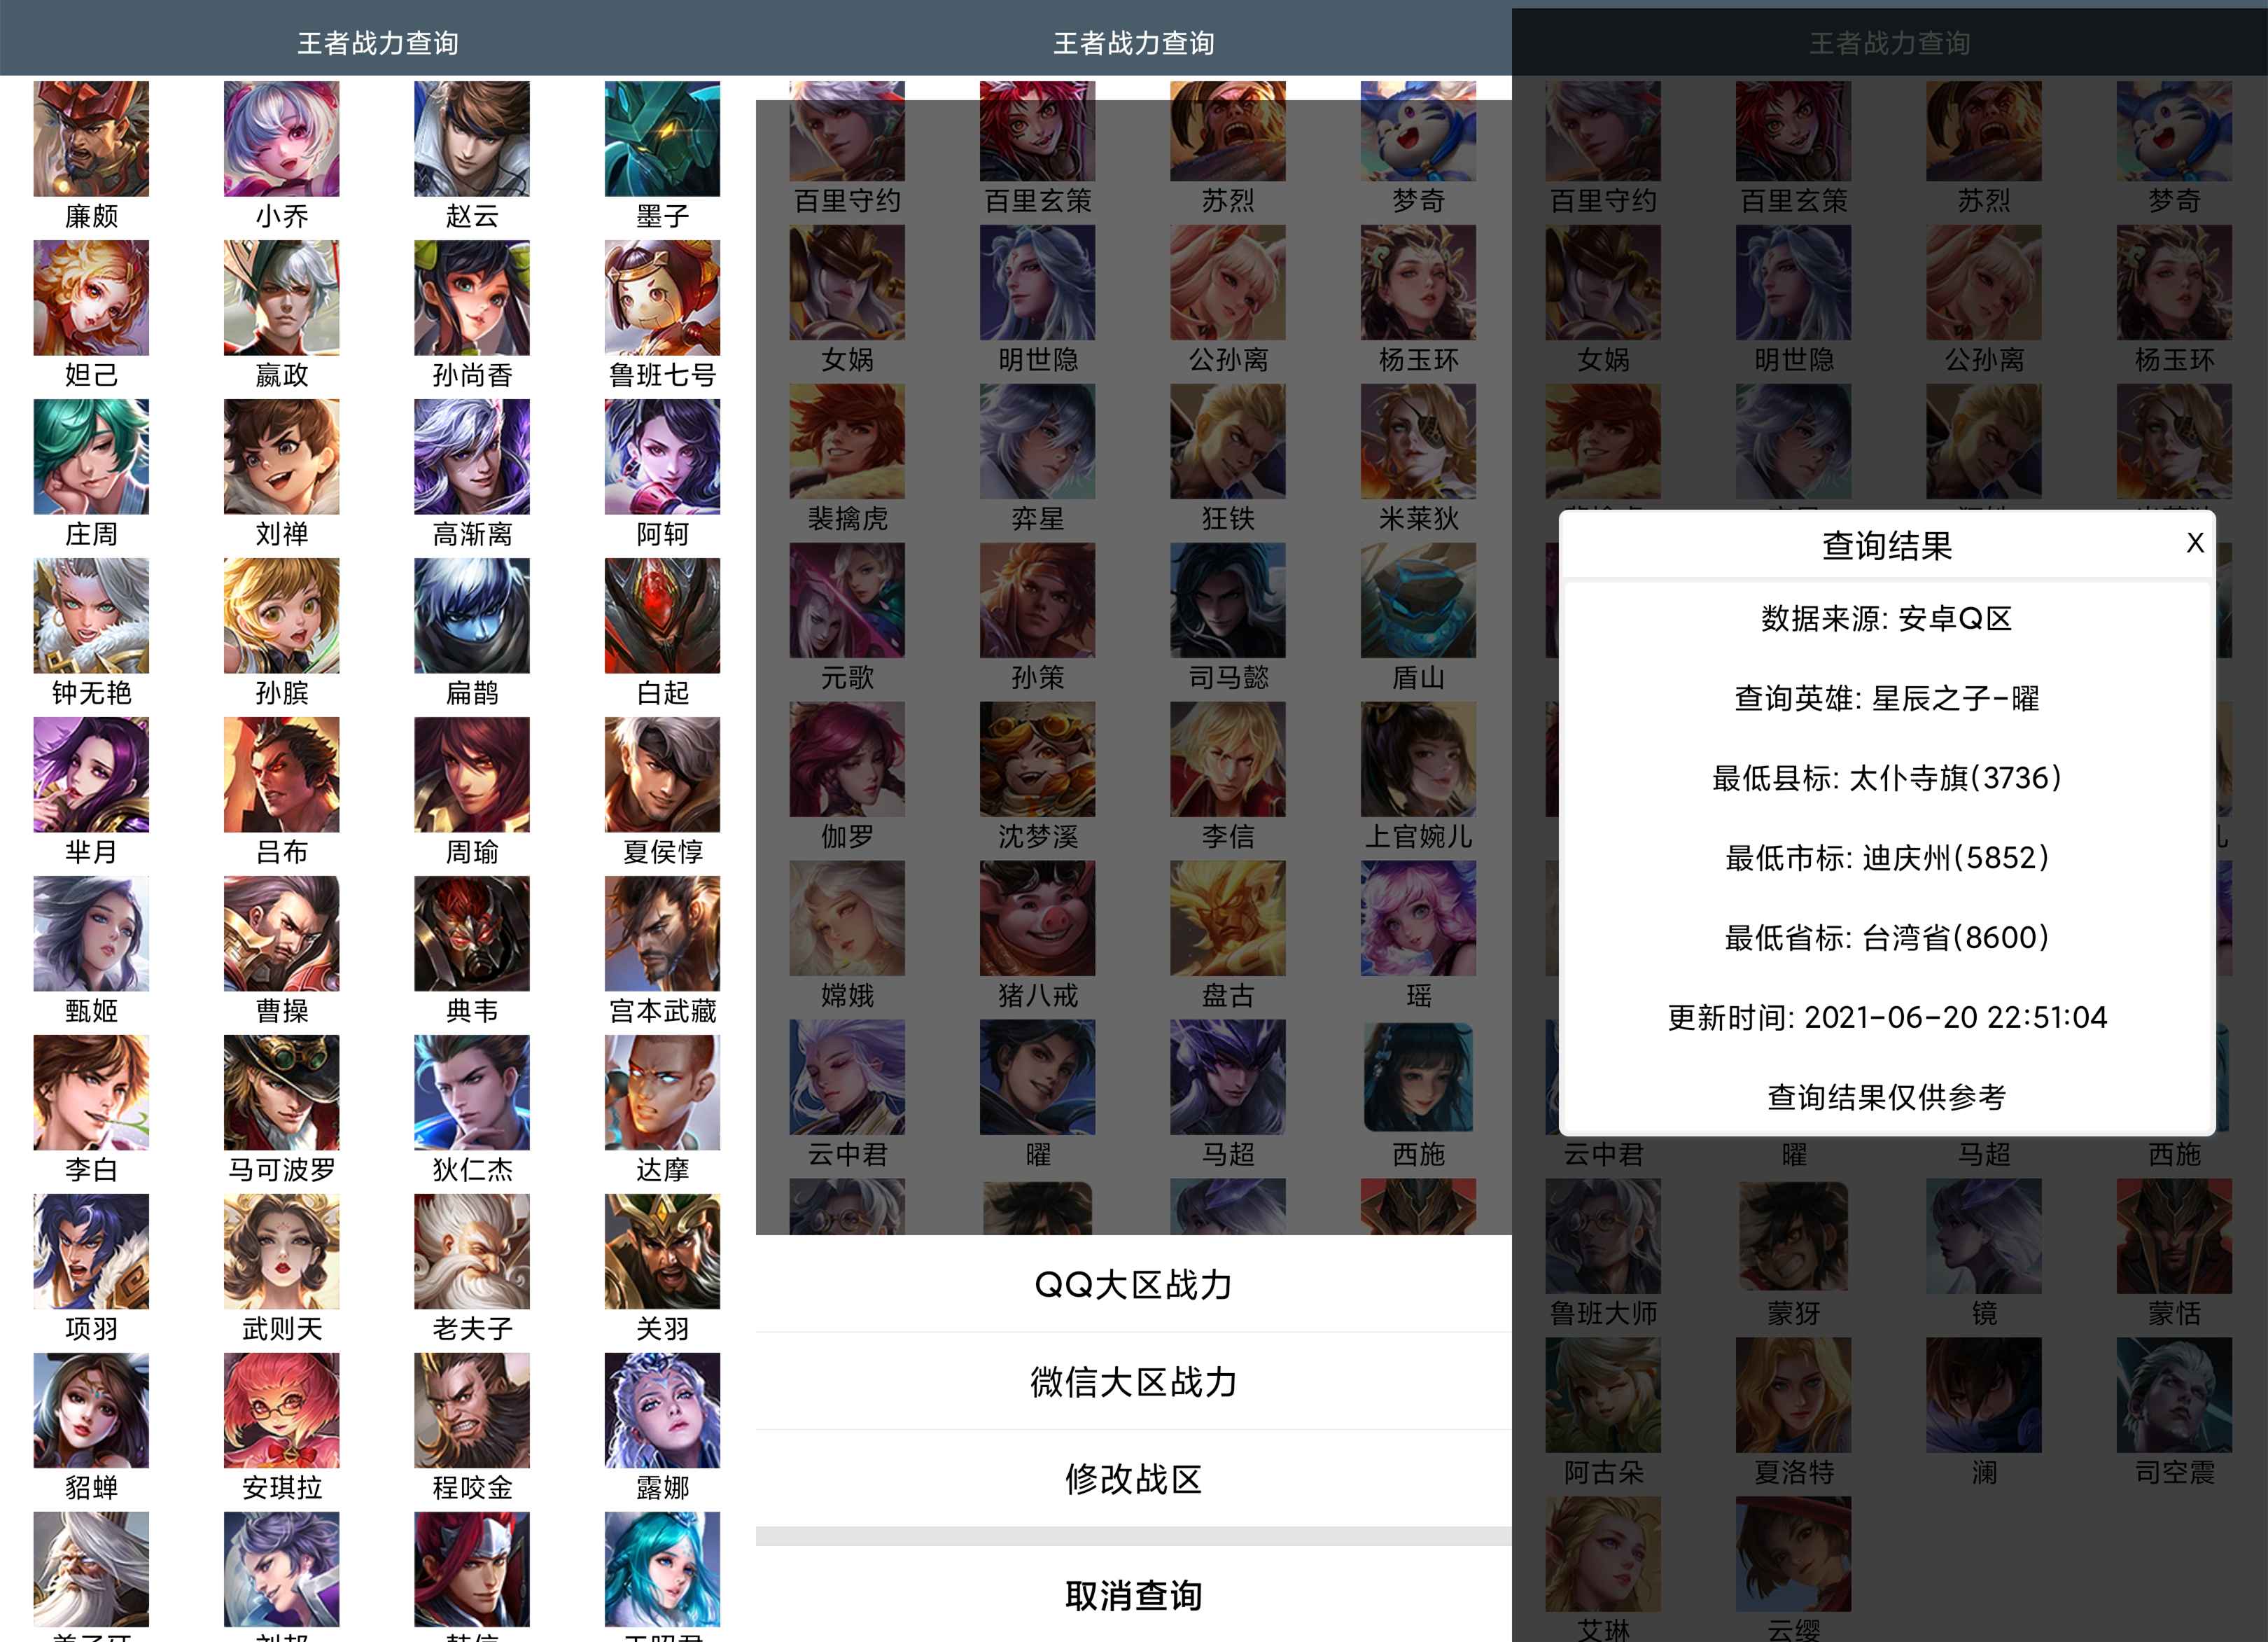 王者战力查询
廉颇 小乔 赵云 墨子
妲己 嬴政 孙尚香 鲁班七号
庄周 刘禅 高渐离 阿轲
钟无艳 孙膑 扁鹊 白起
芈月 吕布 周瑜 夏侯惇
甄姬 曹操 典韦 宫本武藏
李白 马可波罗 狄仁杰 达摩
项羽 武则天 老夫子 关羽
貂蝉 安琪拉 程咬金 露娜
王者战力查询
百里守约 百里玄策 苏烈 梦奇
女娲 明世隐 公孙离 杨玉环
裴擒虎 弈星 狂铁 米莱狄
元歌 孙策 司马懿 盾山
伽罗 沈梦溪 李信 上官婉儿
嫦娥 猪八戒 盘古 瑶
云中君 曜 马超 西施
QQ大区战力
微信大区战力
修改战区
取消查询
王者战力查询
百里守约 百里玄策 苏烈 梦奇
女娲 明世隐 公孙离 杨玉环
查询结果 X
数据来源: 安卓Q区
查询英雄: 星辰之子-曜
最低县标: 太仆寺旗(3736)
最低市标: 迪庆州(5852)
最低省标: 台湾省(8600)
更新时间: 2021-06-20 22:51:04
查询结果仅供参考
云中君 曜 马超 西施
鲁班大师 蒙犽 镜 蒙恬
阿古朵 夏洛特 澜 司空震
艾琳 云缨